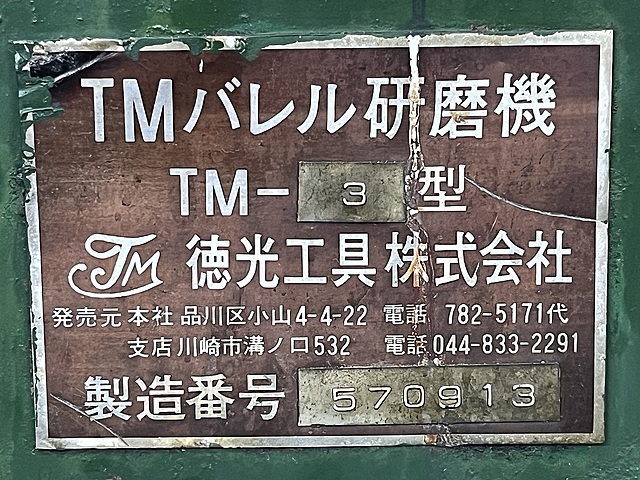 TMバレル研磨機
TM-3型
TM 徳光工具株式会社
発売元 本社 品川区小山4-4-22 電話 782-5171代
支店 川崎市溝ノ口532 電話 044-833-2291
製造番号 570913